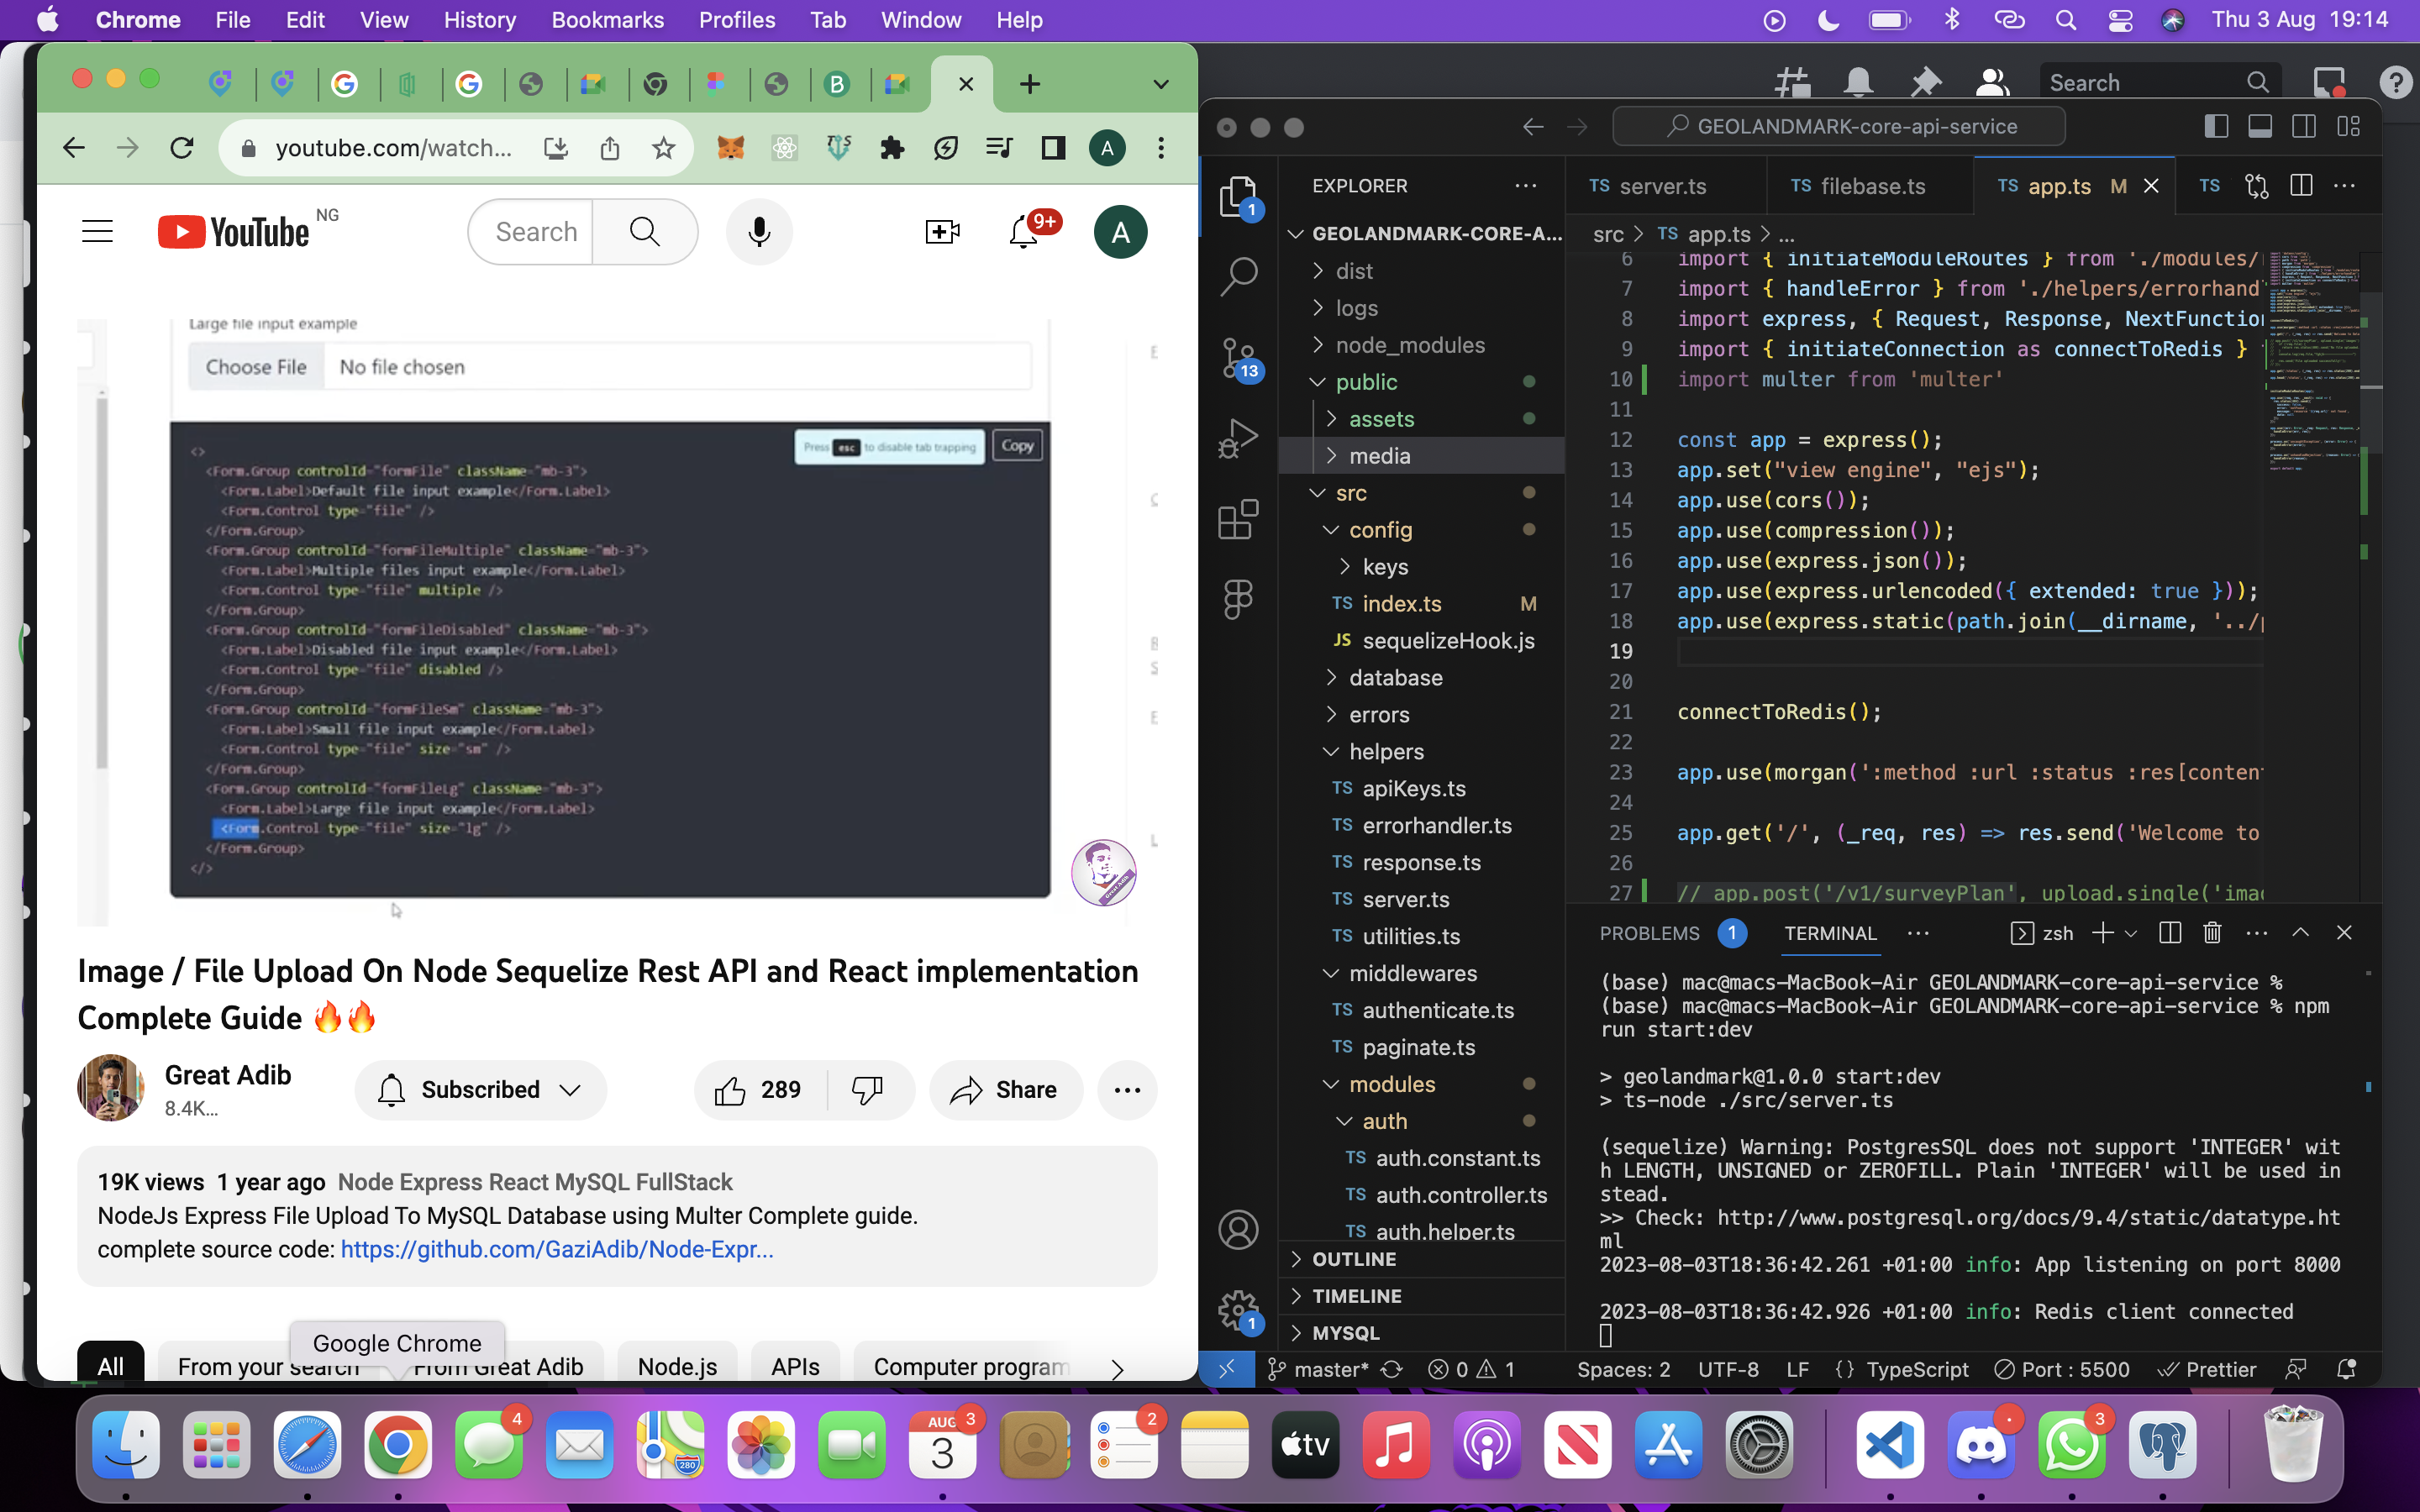 Chrome File Edit View History Bookmarks Profiles Tab Window Help
Thu 3 Aug 19:14
youtube.com/watch...
A
YouTube NG
Search
9+
A
Large file input example
Choose File No file chosen
Press esc to disable tab trapping
Copy
<>
<Form.Group controlId="formFile" className="mb-3">
<Form.Label>Default file input example</Form.Label>
<Form.Control type="file" />
</Form.Group>
<Form.Group controlId="formFileMultiple" className="mb-3">
<Form.Label>Multiple files input example</Form.Label>
<Form.Control type="file" multiple />
</Form.Group>
<Form.Group controlId="formFileDisabled" className="mb-3">
<Form.Label>Disabled file input example</Form.Label>
<Form.Control type="file" disabled />
</Form.Group>
<Form.Group controlId="formFileSm" className="mb-3">
<Form.Label>Small file input example</Form.Label>
<Form.Control type="file" size="sm" />
</Form.Group>
<Form.Group controlId="formFileLg" className="mb-3">
<Form.Label>Large file input example</Form.Label>
<Form.Control type="file" size="lg" />
</Form.Group>
</>
Image / File Upload On Node Sequelize Rest API and React implementation
Complete Guide 🔥🔥
Great Adib
8.4K...
Subscribed
289
Share
19K views 1 year ago Node Express React MySQL FullStack
NodeJs Express File Upload To MySQL Database using Multer Complete guide.
complete source code: https://github.com/GaziAdib/Node-Expr...
Google Chrome
All
From your search
From Great Adib
Node.js
APIs
Computer program
Search
GEOLANDMARK-core-api-service
1
13
1
EXPLORER
GEOLANDMARK-CORE-A...
dist
logs
node_modules
public
assets
media
src
config
keys
TS index.ts M
JS sequelizeHook.js
database
errors
helpers
TS apiKeys.ts
TS errorhandler.ts
TS response.ts
TS server.ts
TS utilities.ts
middlewares
TS authenticate.ts
TS paginate.ts
modules
auth
TS auth.constant.ts
TS auth.controller.ts
TS auth.helper.ts
OUTLINE
TIMELINE
MYSQL
TS server.ts
TS filebase.ts
TS app.ts M
TS
src > TS app.ts > ...
6 import { initiateModuleRoutes } from './modules/
7 import { handleError } from './helpers/errorhand
8 import express, { Request, Response, NextFunctio
9 import { initiateConnection as connectToRedis }
10 import multer from 'multer'
11
12 const app = express();
13 app.set("view engine", "ejs");
14 app.use(cors());
15 app.use(compression());
16 app.use(express.json());
17 app.use(express.urlencoded({ extended: true }));
18 app.use(express.static(path.join(__dirname, '../p
19
20
21 connectToRedis();
22
23 app.use(morgan(':method :url :status :res[conten
24
25 app.get('/', (_req, res) => res.send('Welcome to
26
27 // app.post('/v1/surveyPlan', upload.single('imag
PROBLEMS 1 TERMINAL
zsh
(base) mac@macs-MacBook-Air GEOLANDMARK-core-api-service %
(base) mac@macs-MacBook-Air GEOLANDMARK-core-api-service % npm
run start:dev
> geolandmark@1.0.0 start:dev
> ts-node ./src/server.ts
(sequelize) Warning: PostgresSQL does not support 'INTEGER' wit
h LENGTH, UNSIGNED or ZEROFILL. Plain 'INTEGER' will be used in
stead.
>> Check: http://www.postgresql.org/docs/9.4/static/datatype.ht
ml
2023-08-03T18:36:42.261 +01:00 info: App listening on port 8000
2023-08-03T18:36:42.926 +01:00 info: Redis client connected
master* 0 1 Spaces: 2 UTF-8 LF {} TypeScript Port : 5500 Prettier
4
AUG 3
3
2
280
tv
3